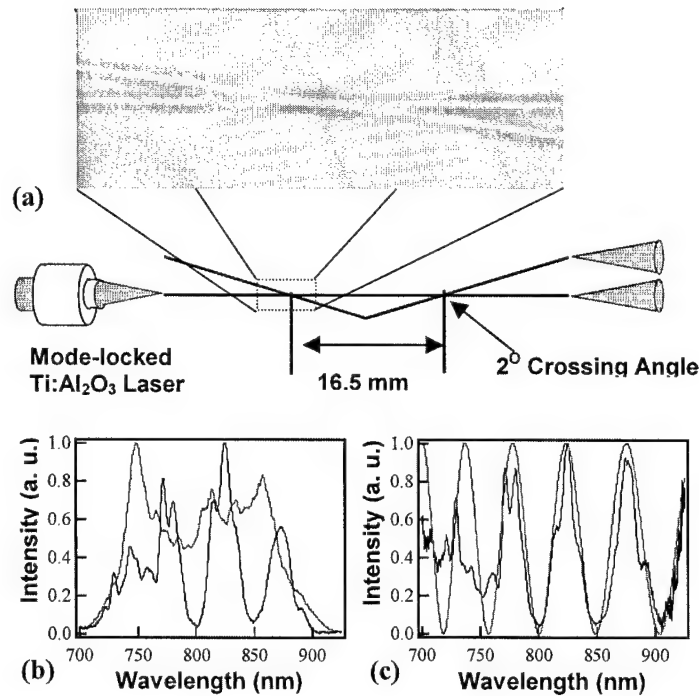 (a)
Mode-locked
Ti:Al₂O₃ Laser
16.5 mm
2° Crossing Angle
Intensity (a. u.)
1.0
0.8
0.6
0.4
0.2
0.0
700
750
800
850
900
Wavelength (nm)
(b)
Intensity (a. u.)
1.0
0.8
0.6
0.4
0.2
0.0
700
750
800
850
900
Wavelength (nm)
(c)